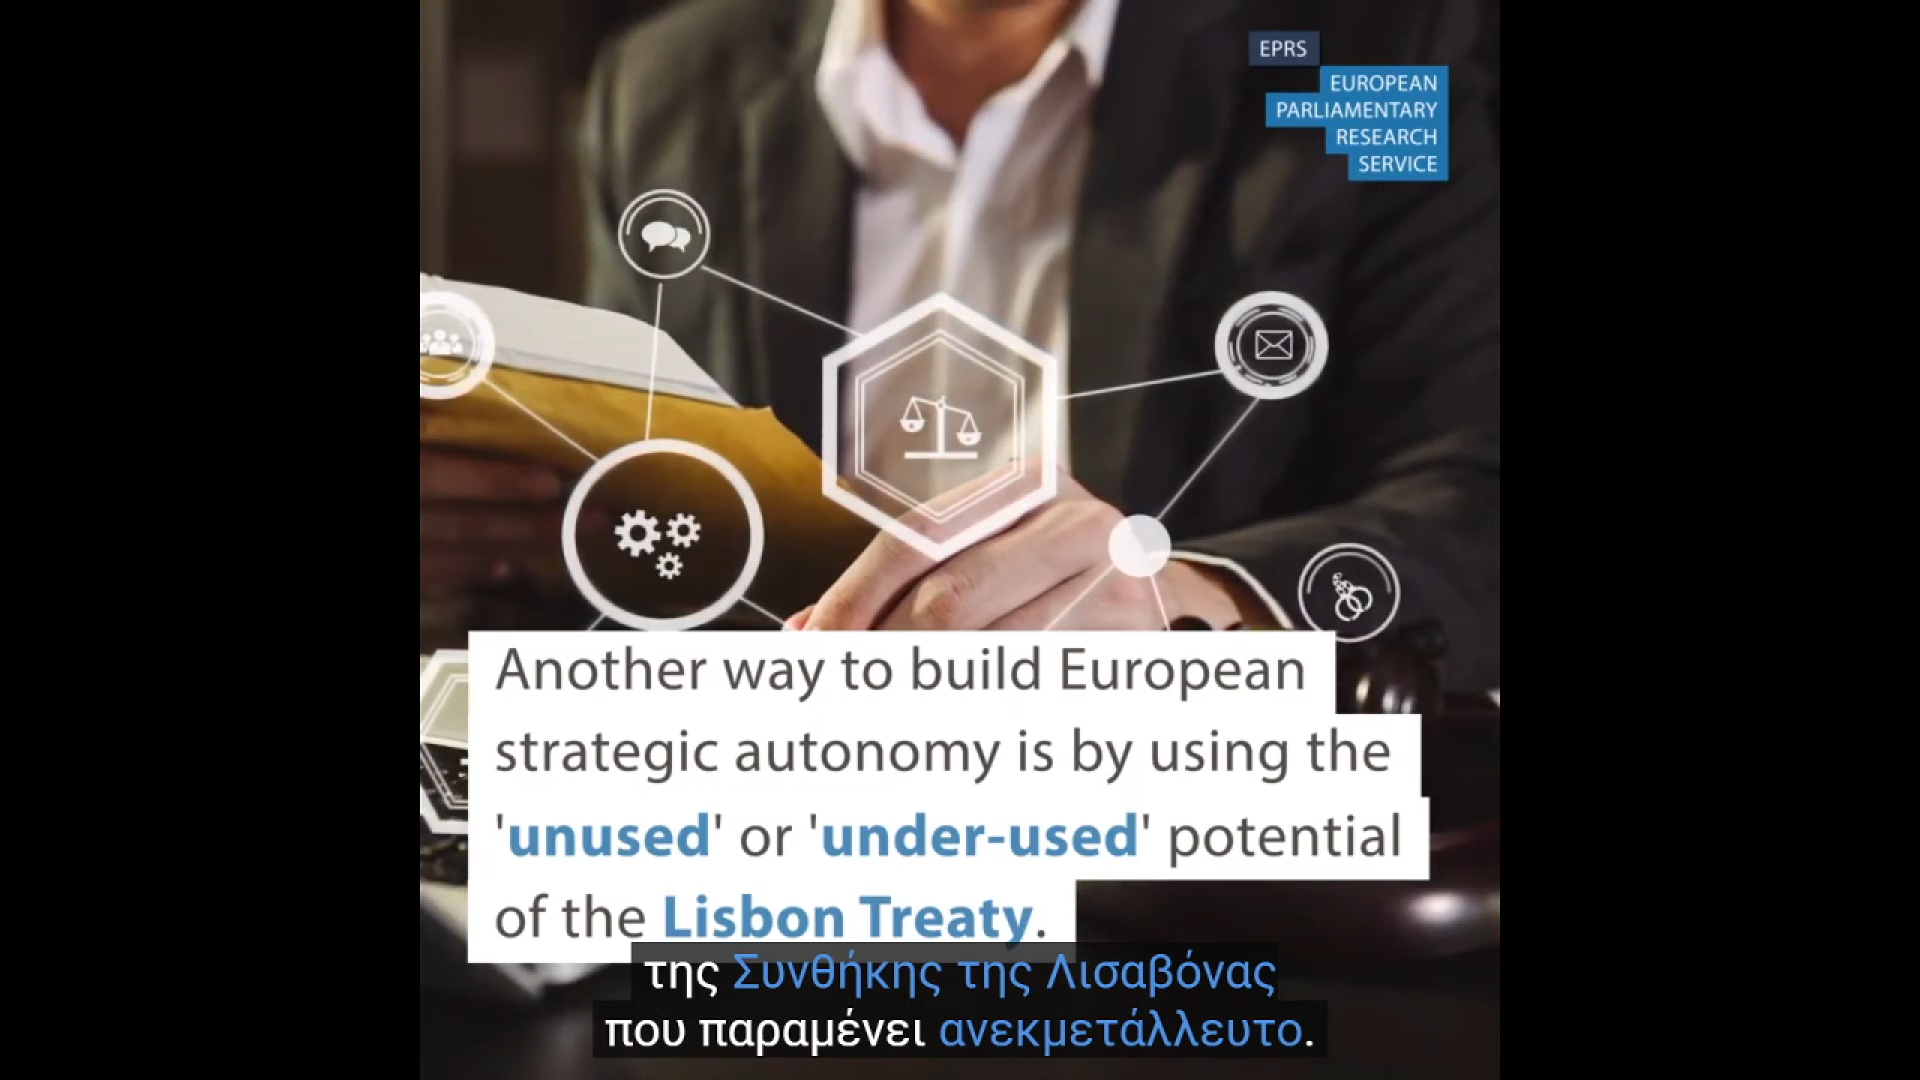 EPRS
EUROPEAN
PARLIAMENTARY
RESEARCH
SERVICE
Another way to build European
strategic autonomy is by using the
'unused' or 'under-used' potential
of the Lisbon Treaty.
της Συνθήκης της Λισαβόνας
που παραμένει ανεκμετάλλευτο.